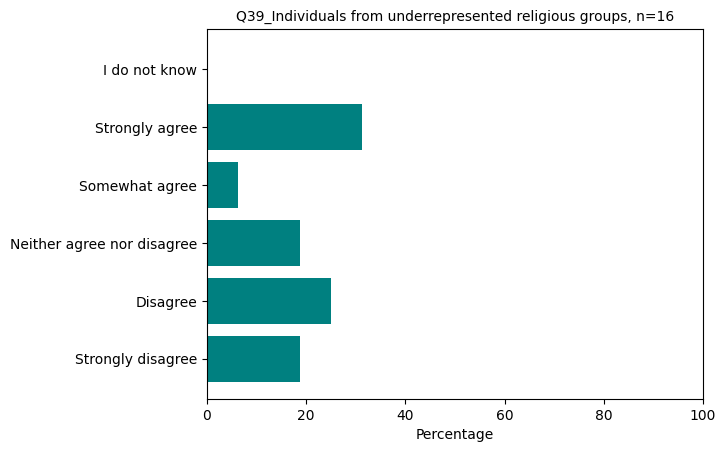 Q39_Individuals from underrepresented religious groups, n=16
I do not know
Strongly agree
Somewhat agree
Neither agree nor disagree
Disagree
Strongly disagree
0 20 40 60 80 100
Percentage